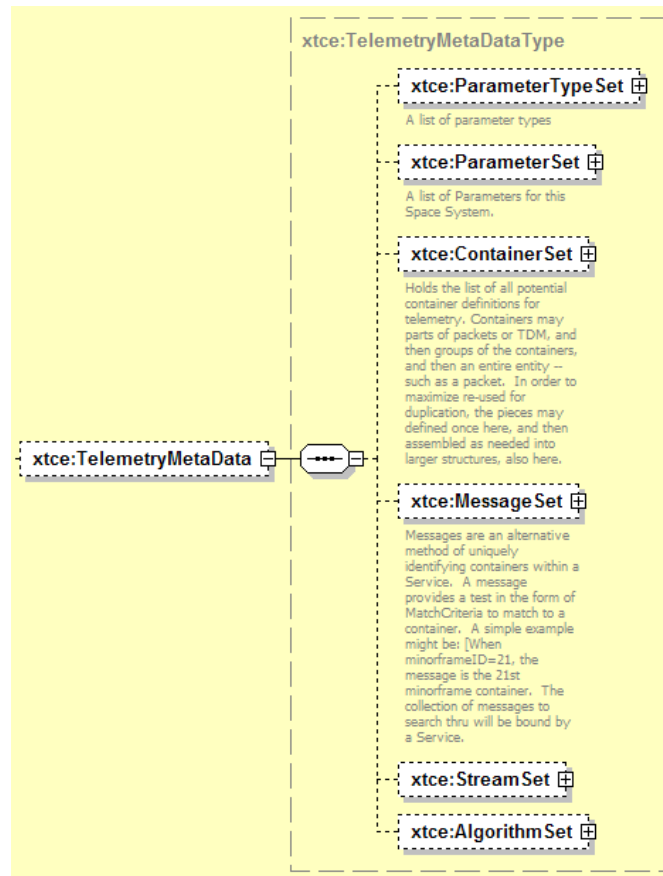 xtce:TelemetryMetaDataType
xtce:ParameterTypeSet
A list of parameter types
xtce:ParameterSet
A list of Parameters for this
Space System.
xtce:ContainerSet
Holds the list of all potential
container definitions for
telemetry. Containers may
parts of packets or TDM, and
then groups of the containers,
and then an entire entity --
such as a packet. In order to
maximize re-used for
duplication, the pieces may
defined once here, and then
assembled as needed into
larger structures, also here.
xtce:TelemetryMetaData
xtce:MessageSet
Messages are an alternative
method of uniquely
identifying containers within a
Service. A message
provides a test in the form of
MatchCriteria to match to a
container. A simple example
might be: [When
minorframeID=21, the
message is the 21st
minorframe container. The
collection of messages to
search thru will be bound by
a Service.
xtce:StreamSet
xtce:AlgorithmSet